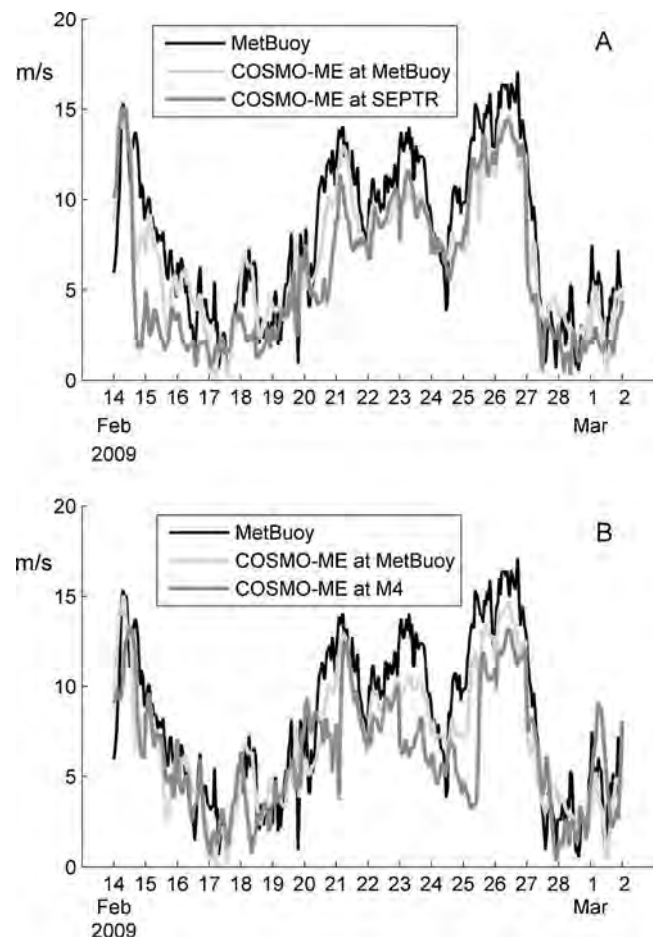 20
A
MetBuoy
m/s
COSMO-ME at MetBuoy
15
COSMO-ME at SEPTR
10
5
0
14 15 16 17 18 19 20 21 22 23 24 25 26 27 28 1 2
Feb Mar
2009
20
B
MetBuoy
m/s
COSMO-ME at MetBuoy
15
COSMO-ME at M4
10
5
0
14 15 16 17 18 19 20 21 22 23 24 25 26 27 28 1 2
Feb Mar
2009